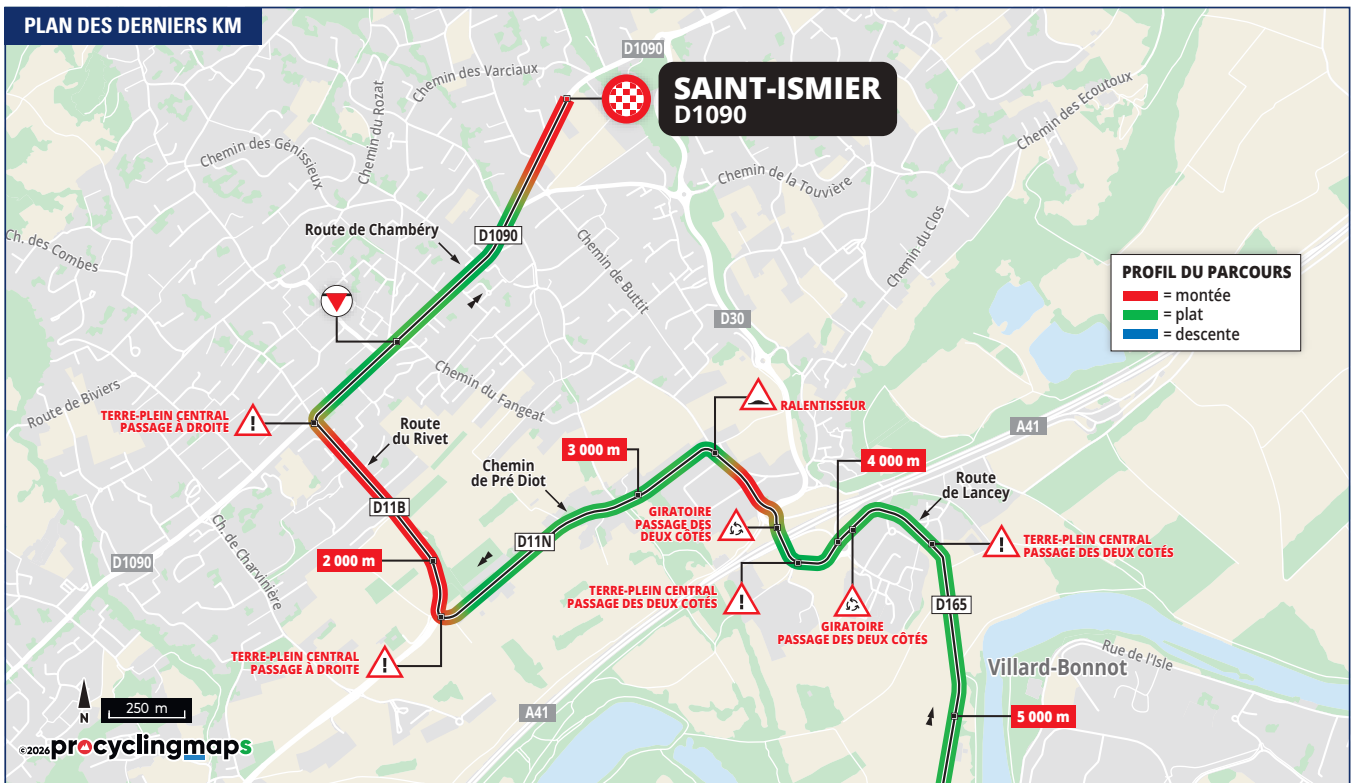 PLAN DES DERNIERS KM
D1090
SAINT-ISMIER
D1090
Chemin des Varciaux
Chemin du Rozat
Chemin des Génissieux
Chemin des Ecoutoux
Chemin de la Touvière
Route de Chambéry
D1090
Ch. des Combes
Chemin de Buttit
Chemin du Clos
PROFIL DU PARCOURS
= montée
= plat
= descente
D30
Chemin du Fangeat
Route de Biviers
TERRE-PLEIN CENTRAL
PASSAGE À DROITE
!
RALENTISSEUR
Route
du Rivet
A41
3 000 m
4 000 m
Chemin
de Pré Diot
Route
de Lancey
D11B
GIRATOIRE
PASSAGE DES
DEUX CÔTÉS
D11N
!
TERRE-PLEIN CENTRAL
PASSAGE DES DEUX COTÉS
Ch. de Charvinière
D1090
2 000 m
TERRE-PLEIN CENTRAL
PASSAGE DES DEUX COTÉS
!
D165
GIRATOIRE
PASSAGE DES DEUX CÔTÉS
TERRE-PLEIN CENTRAL
PASSAGE À DROITE
!
Villard-Bonnot
Rue de l'Isle
N
250 m
A41
5 000 m
©2026 procyclingmaps